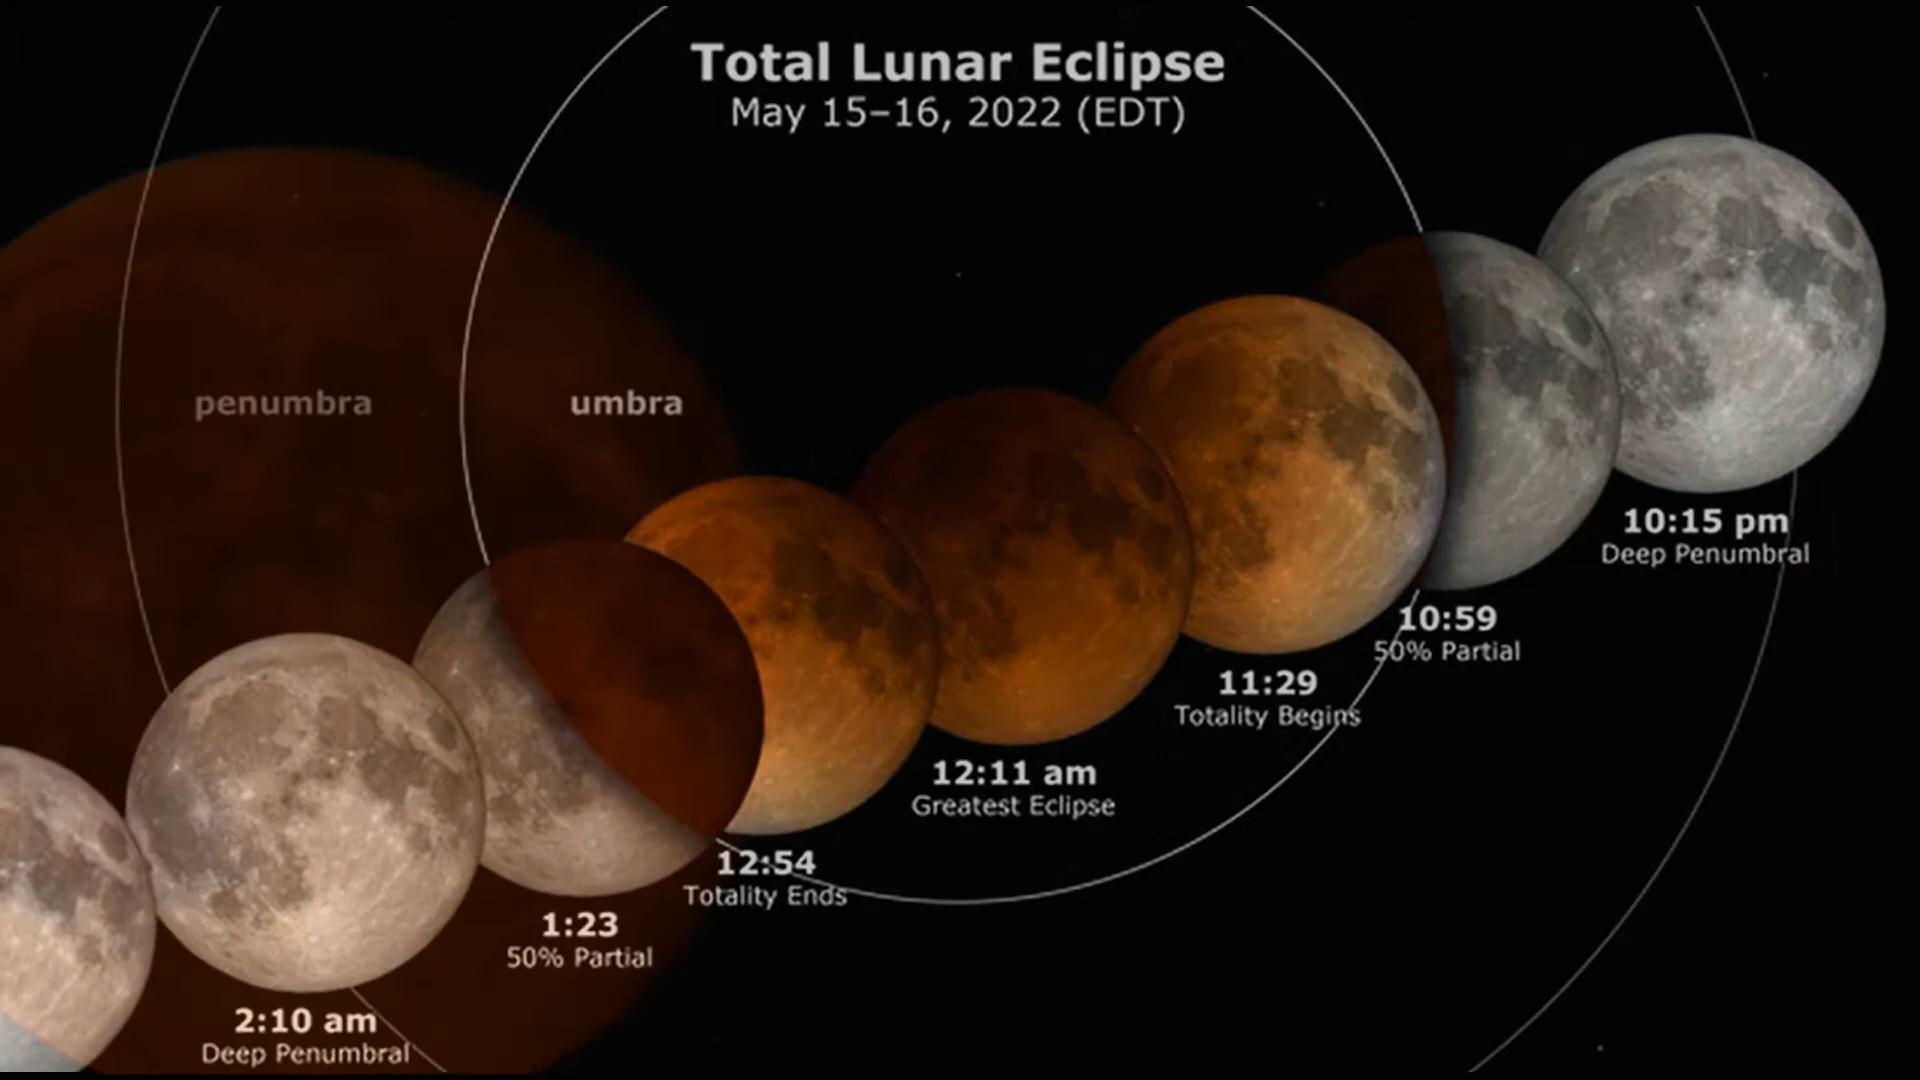 Total Lunar Eclipse
May 15–16, 2022 (EDT)
penumbra
umbra
10:15 pm
Deep Penumbral
10:59
50% Partial
11:29
Totality Begins
12:11 am
Greatest Eclipse
12:54
Totality Ends
1:23
50% Partial
2:10 am
Deep Penumbral